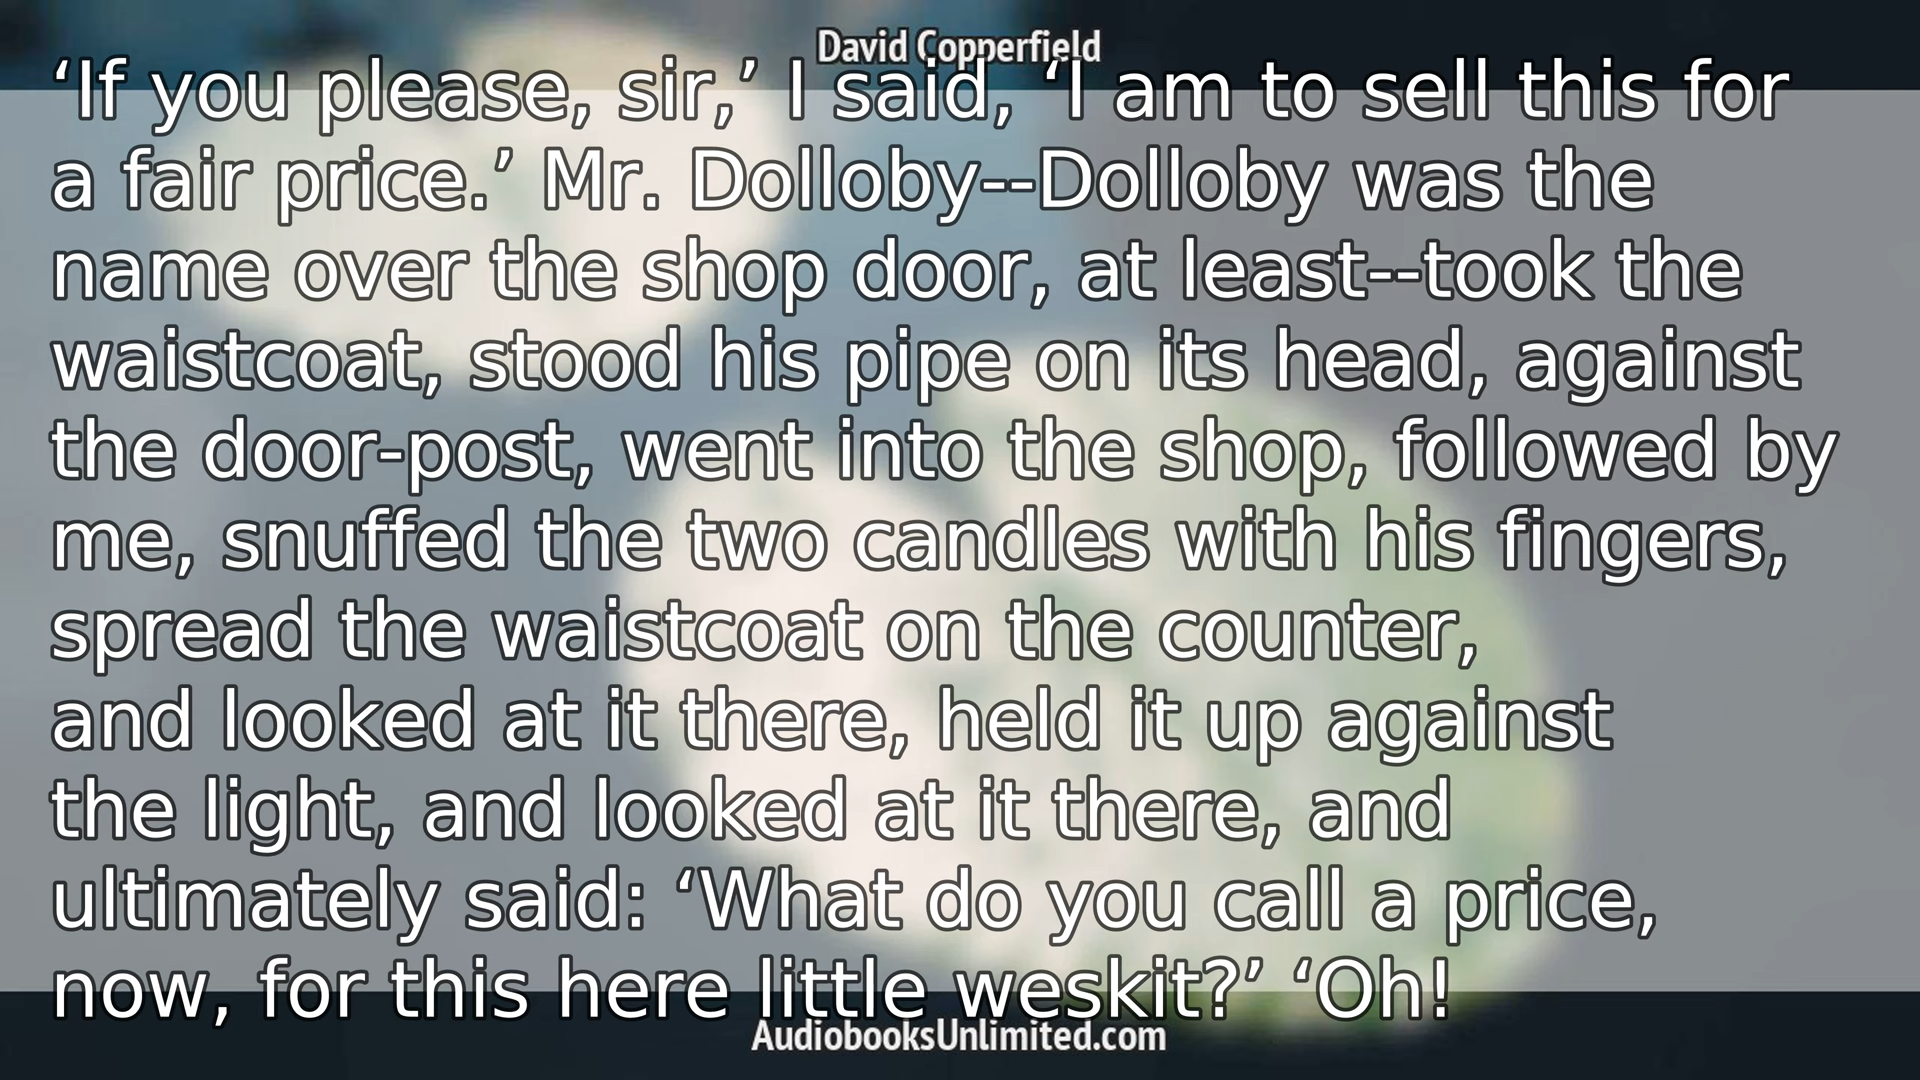 David Copperfield
‘If you please, sir,’ I said, ‘I am to sell this for
a fair price.’ Mr. Dolloby--Dolloby was the
name over the shop door, at least--took the
waistcoat, stood his pipe on its head, against
the door-post, went into the shop, followed by
me, snuffed the two candles with his fingers,
spread the waistcoat on the counter,
and looked at it there, held it up against
the light, and looked at it there, and
ultimately said: ‘What do you call a price,
now, for this here little weskit?’ ‘Oh!
AudiobooksUnlimited.com